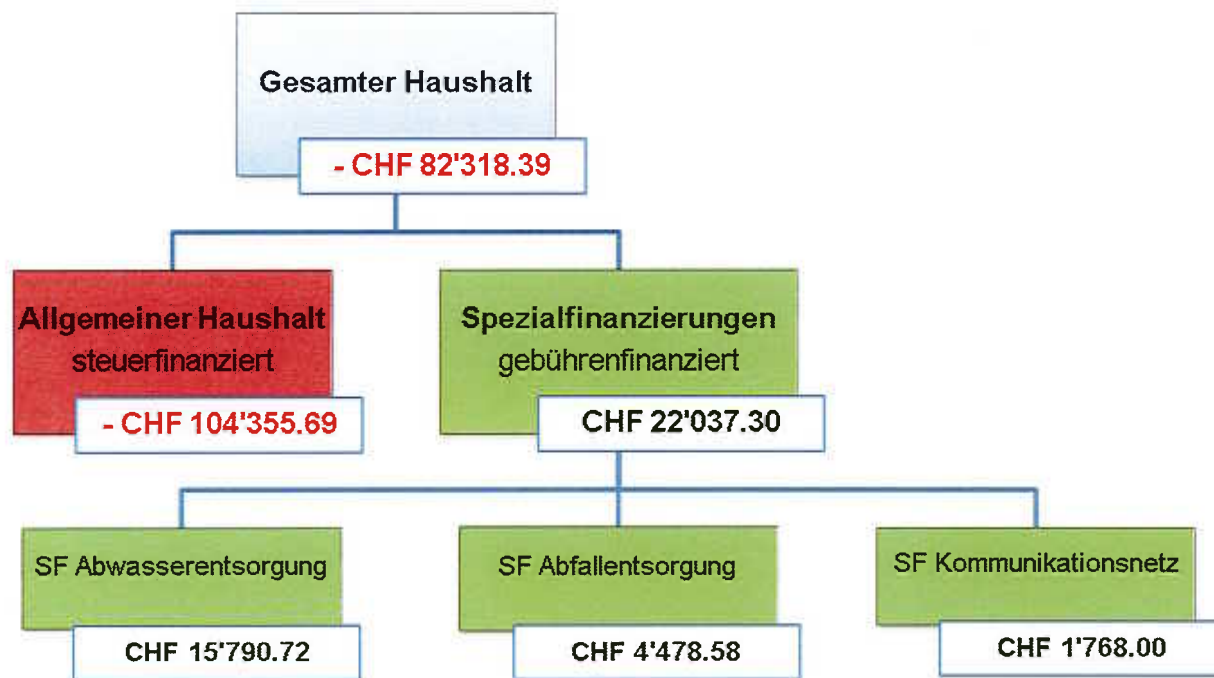 Gesamter Haushalt
- CHF 82'318.39
Allgemeiner Haushalt
steuerfinanziert
- CHF 104'355.69
Spezialfinanzierungen
gebührenfinanziert
CHF 22'037.30
SF Abwasserentsorgung
CHF 15'790.72
SF Abfallentsorgung
CHF 4'478.58
SF Kommunikationsnetz
CHF 1'768.00